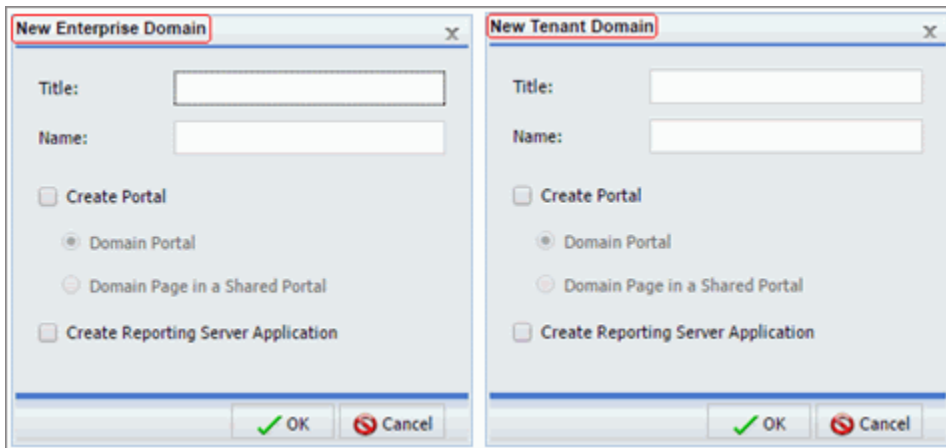 New Enterprise Domain
x
Title:
Name:
Create Portal
Domain Portal
Domain Page in a Shared Portal
Create Reporting Server Application
OK
Cancel
New Tenant Domain
x
Title:
Name:
Create Portal
Domain Portal
Domain Page in a Shared Portal
Create Reporting Server Application
OK
Cancel